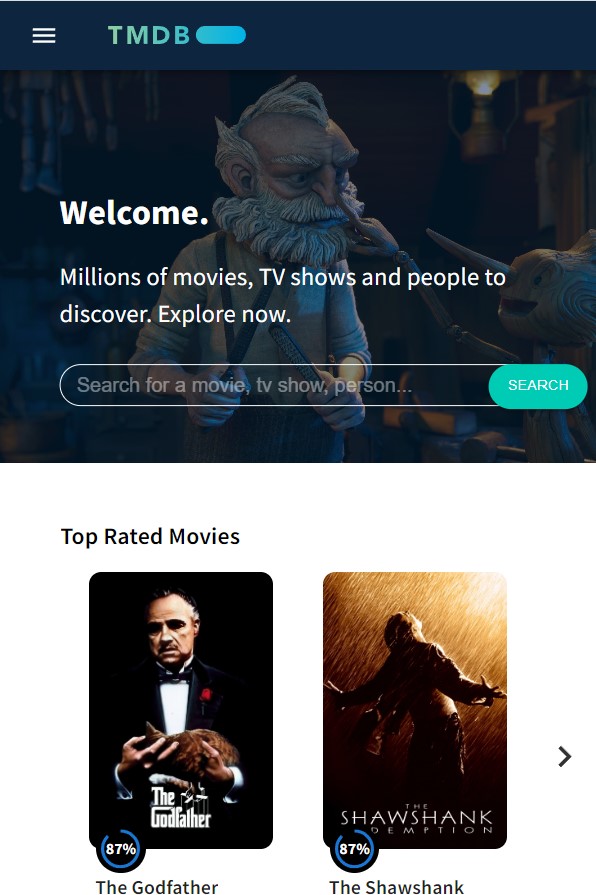 TMDB
Welcome.
Millions of movies, TV shows and people to
discover. Explore now.
Search for a movie, tv show, person...
SEARCH
Top Rated Movies
The
Godfather
THE
SHAWSHANK
DEMPTION
87%
87%
The Godfather
The Shawshank